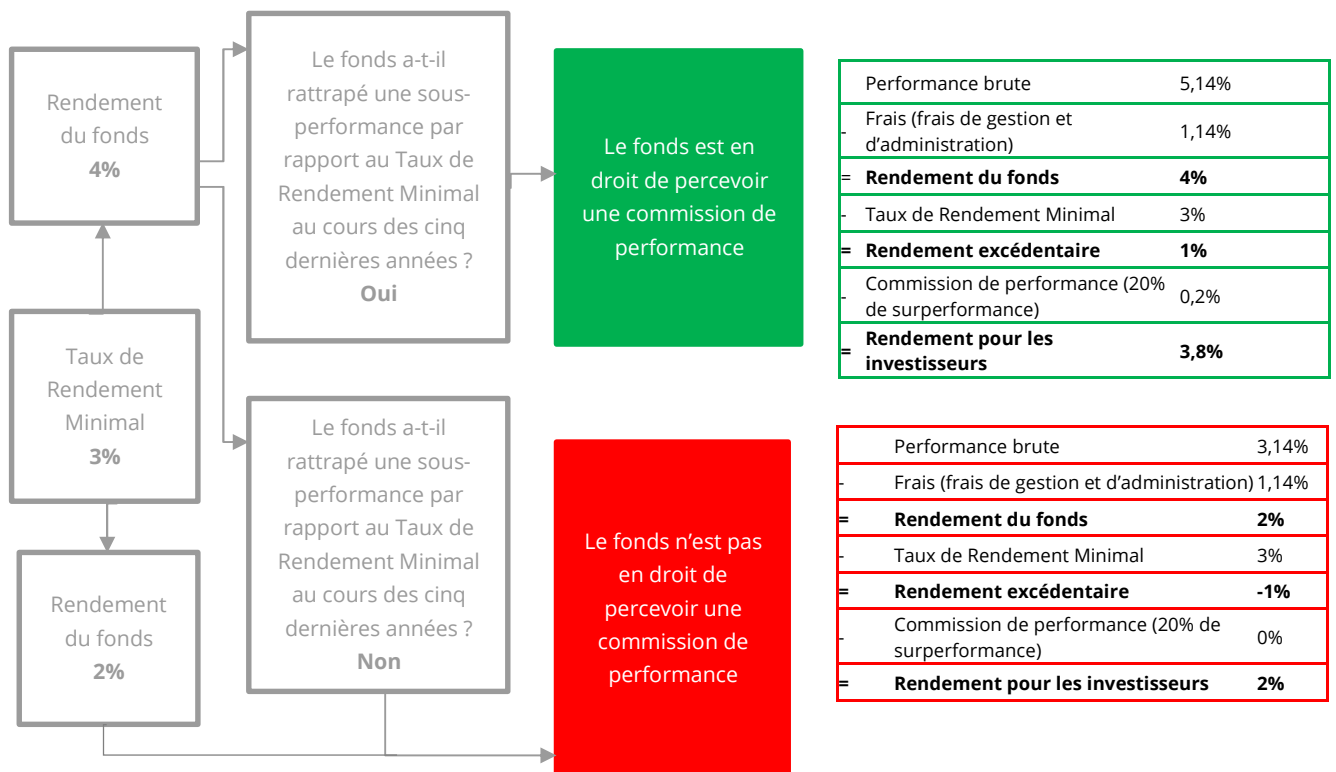 Rendement
du fonds
4%
Taux de
Rendement
Minimal
3%
Rendement
du fonds
2%
Le fonds a-t-il
rattrapé une sous-
performance par
rapport au Taux de
Rendement Minimal
au cours des cinq
dernières années ?
Oui
Le fonds a-t-il
rattrapé une sous-
performance par
rapport au Taux de
Rendement Minimal
au cours des cinq
dernières années ?
Non
Le fonds est en
droit de percevoir
une commission de
performance
Le fonds n’est pas
en droit de
percevoir une
commission de
performance
Performance brute 5,14%
- Frais (frais de gestion et
d’administration) 1,14%
= Rendement du fonds 4%
- Taux de Rendement Minimal 3%
= Rendement excédentaire 1%
- Commission de performance (20%
de surperformance) 0,2%
= Rendement pour les
investisseurs 3,8%
Performance brute 3,14%
- Frais (frais de gestion et d’administration) 1,14%
= Rendement du fonds 2%
- Taux de Rendement Minimal 3%
= Rendement excédentaire -1%
- Commission de performance (20% de
surperformance) 0%
= Rendement pour les investisseurs 2%